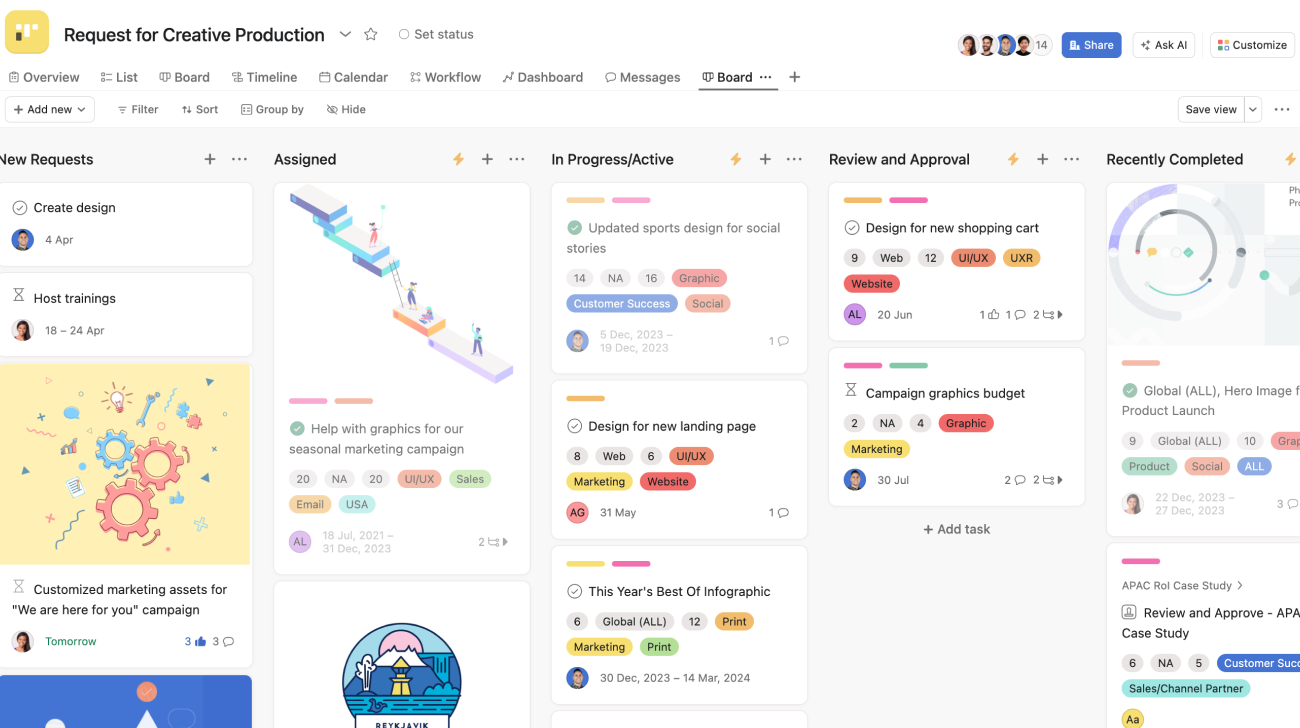 Request for Creative Production
Set status
14
Share
Ask AI
Customize
Overview
List
Board
Timeline
Calendar
Workflow
Dashboard
Messages
Board
Add new
Filter
Sort
Group by
Hide
Save view
New Requests
Create design
4 Apr
Host trainings
18 – 24 Apr
Customized marketing assets for
"We are here for you" campaign
Tomorrow
3
3
Assigned
Help with graphics for our
seasonal marketing campaign
20 NA 20 UI/UX Sales
Email USA
AL
18 Jul, 2021 –
31 Dec, 2023
2
REYKJAVIK
In Progress/Active
Updated sports design for social
stories
14 NA 16 Graphic
Customer Success Social
5 Dec, 2023 –
19 Dec, 2023
1
Design for new landing page
8 Web 6 UI/UX
Marketing Website
AG 31 May 1
This Year's Best Of Infographic
6 Global (ALL) 12 Print
Marketing Print
30 Dec, 2023 – 14 Mar, 2024
Review and Approval
Design for new shopping cart
9 Web 12 UI/UX UXR
Website
AL 20 Jun 1 1 2
Campaign graphics budget
2 NA 4 Graphic
Marketing
30 Jul 2 2
Add task
Recently Completed
Ph
Pro
Global (ALL), Hero Image f
Product Launch
9 Global (ALL) 10 Grap
Product Social ALL
22 Dec, 2023 –
27 Dec, 2023
3
APAC RoI Case Study
Review and Approve - APA
Case Study
6 NA 5 Customer Succ
Sales/Channel Partner
Aa